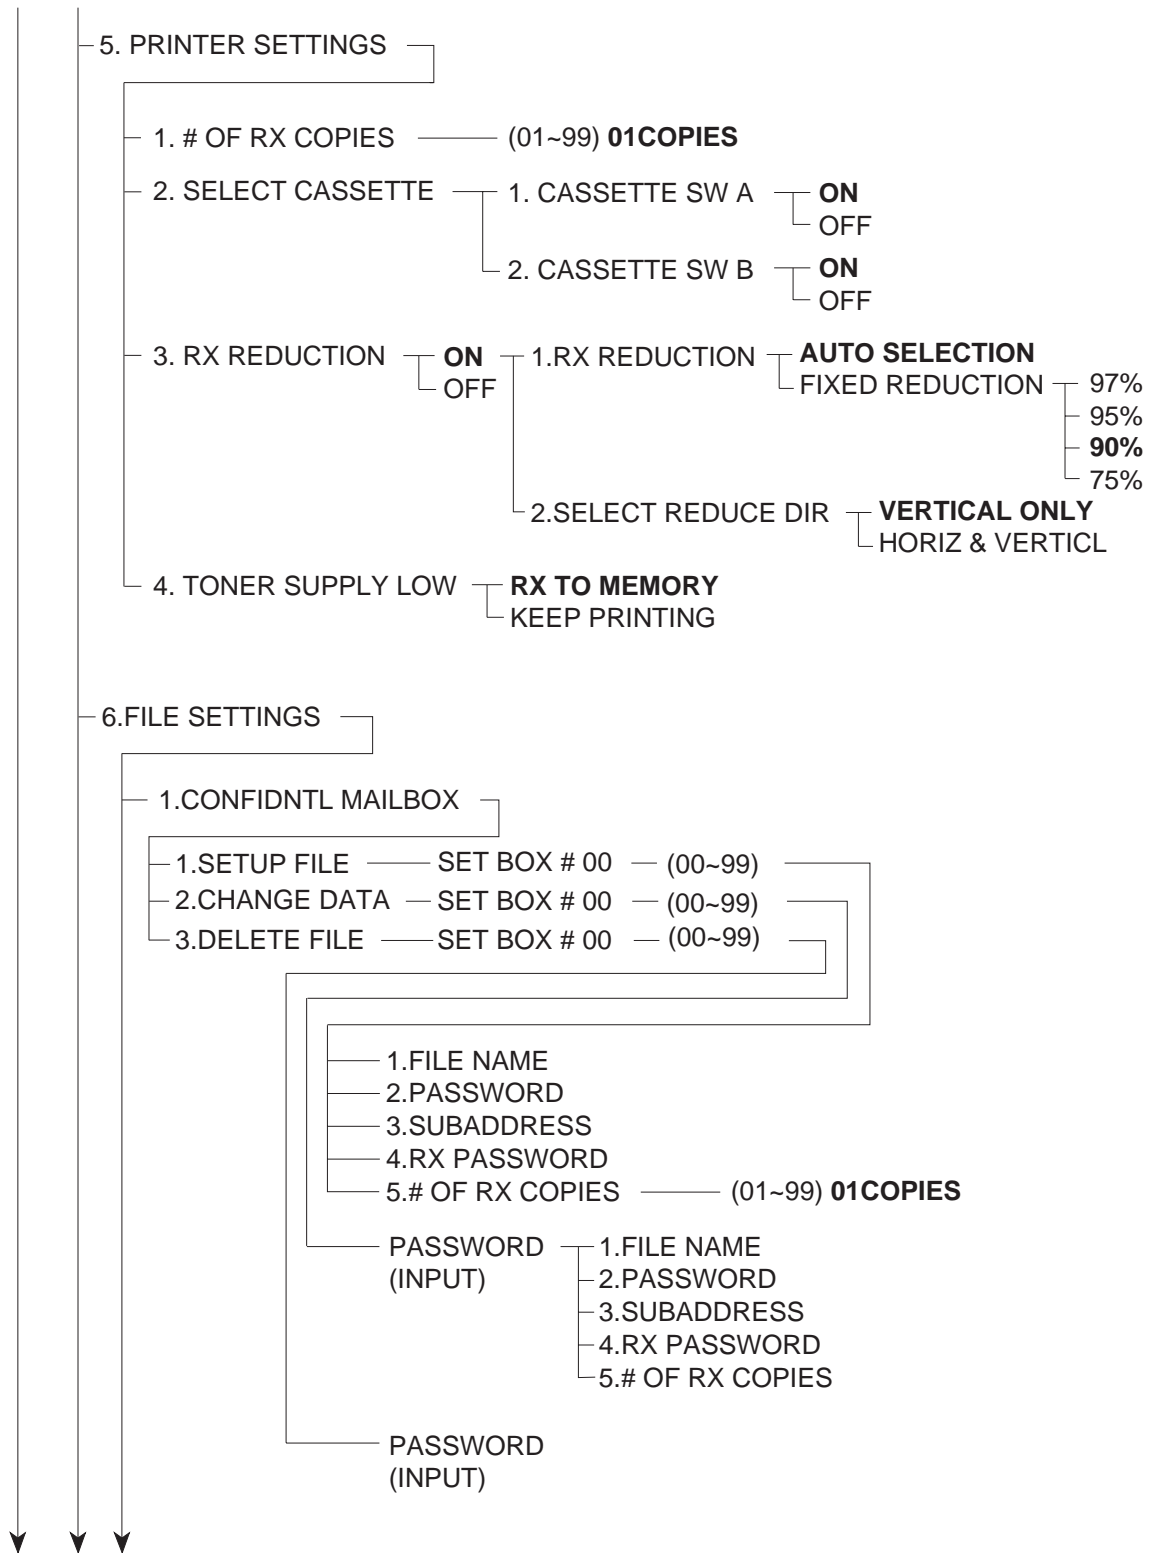 5. PRINTER SETTINGS
1. # OF RX COPIES (01~99) 01COPIES
2. SELECT CASSETTE 1. CASSETTE SW A ON
OFF
2. CASSETTE SW B ON
OFF
3. RX REDUCTION ON 1.RX REDUCTION AUTO SELECTION
OFF FIXED REDUCTION 97%
95%
90%
75%
2.SELECT REDUCE DIR VERTICAL ONLY
HORIZ & VERTICL
4. TONER SUPPLY LOW RX TO MEMORY
KEEP PRINTING
6.FILE SETTINGS
1.CONFIDNTL MAILBOX
1.SETUP FILE SET BOX # 00 (00~99)
2.CHANGE DATA SET BOX # 00 (00~99)
3.DELETE FILE SET BOX # 00 (00~99)
1.FILE NAME
2.PASSWORD
3.SUBADDRESS
4.RX PASSWORD
5.# OF RX COPIES (01~99) 01COPIES
PASSWORD 1.FILE NAME
(INPUT) 2.PASSWORD
3.SUBADDRESS
4.RX PASSWORD
5.# OF RX COPIES
PASSWORD
(INPUT)